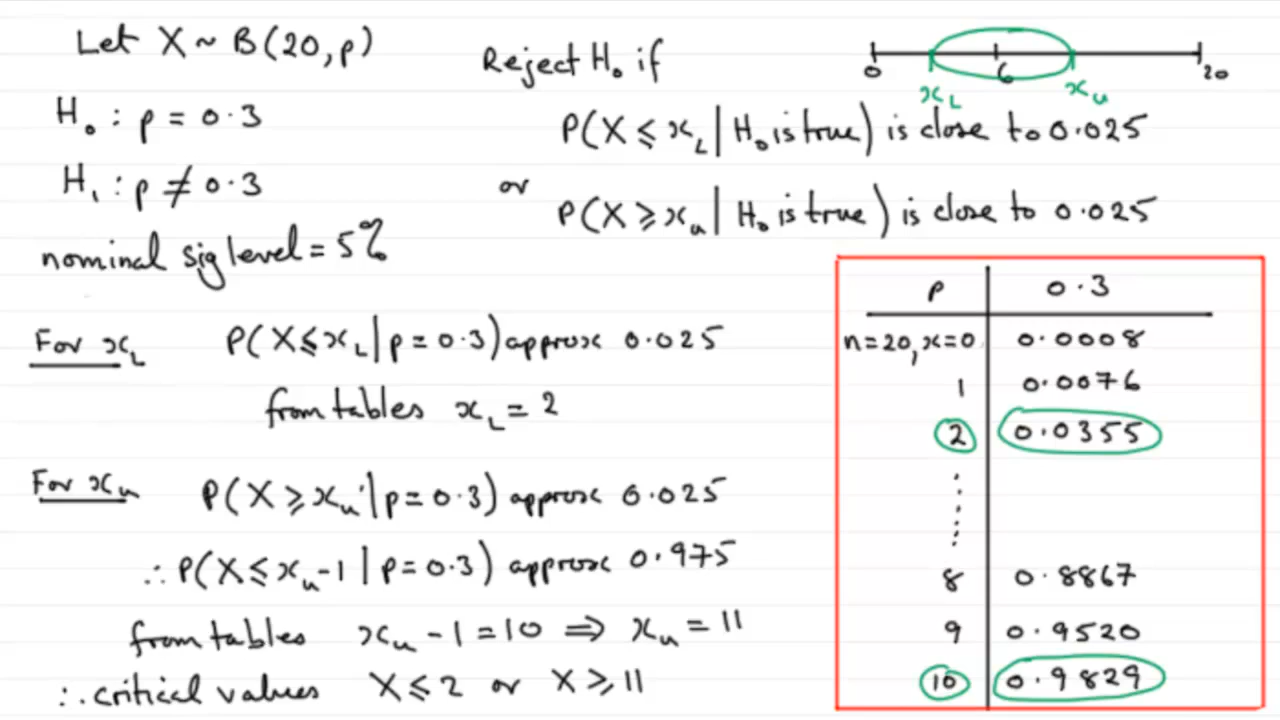 Let X ~ B(20, p)
H₀ : p = 0.3
H₁ : p ≠ 0.3
nominal sig level = 5%
Reject H₀ if
0 6 20
x_L x_u
P(X ≤ x_L | H₀ is true) is close to 0.025
or
P(X ≥ x_u | H₀ is true) is close to 0.025
For x_L P(X ≤ x_L | p = 0.3) approx 0.025
from tables x_L = 2
For x_u P(X ≥ x_u | p = 0.3) approx 0.025
∴ P(X ≤ x_u - 1 | p = 0.3) approx 0.975
from tables x_u - 1 = 10 ⇒ x_u = 11
∴ critical values X ≤ 2 or X ≥ 11
p 0.3
n=20, x=0 0.0008
1 0.0076
2 0.0355
8 0.8867
9 0.9520
10 0.9829